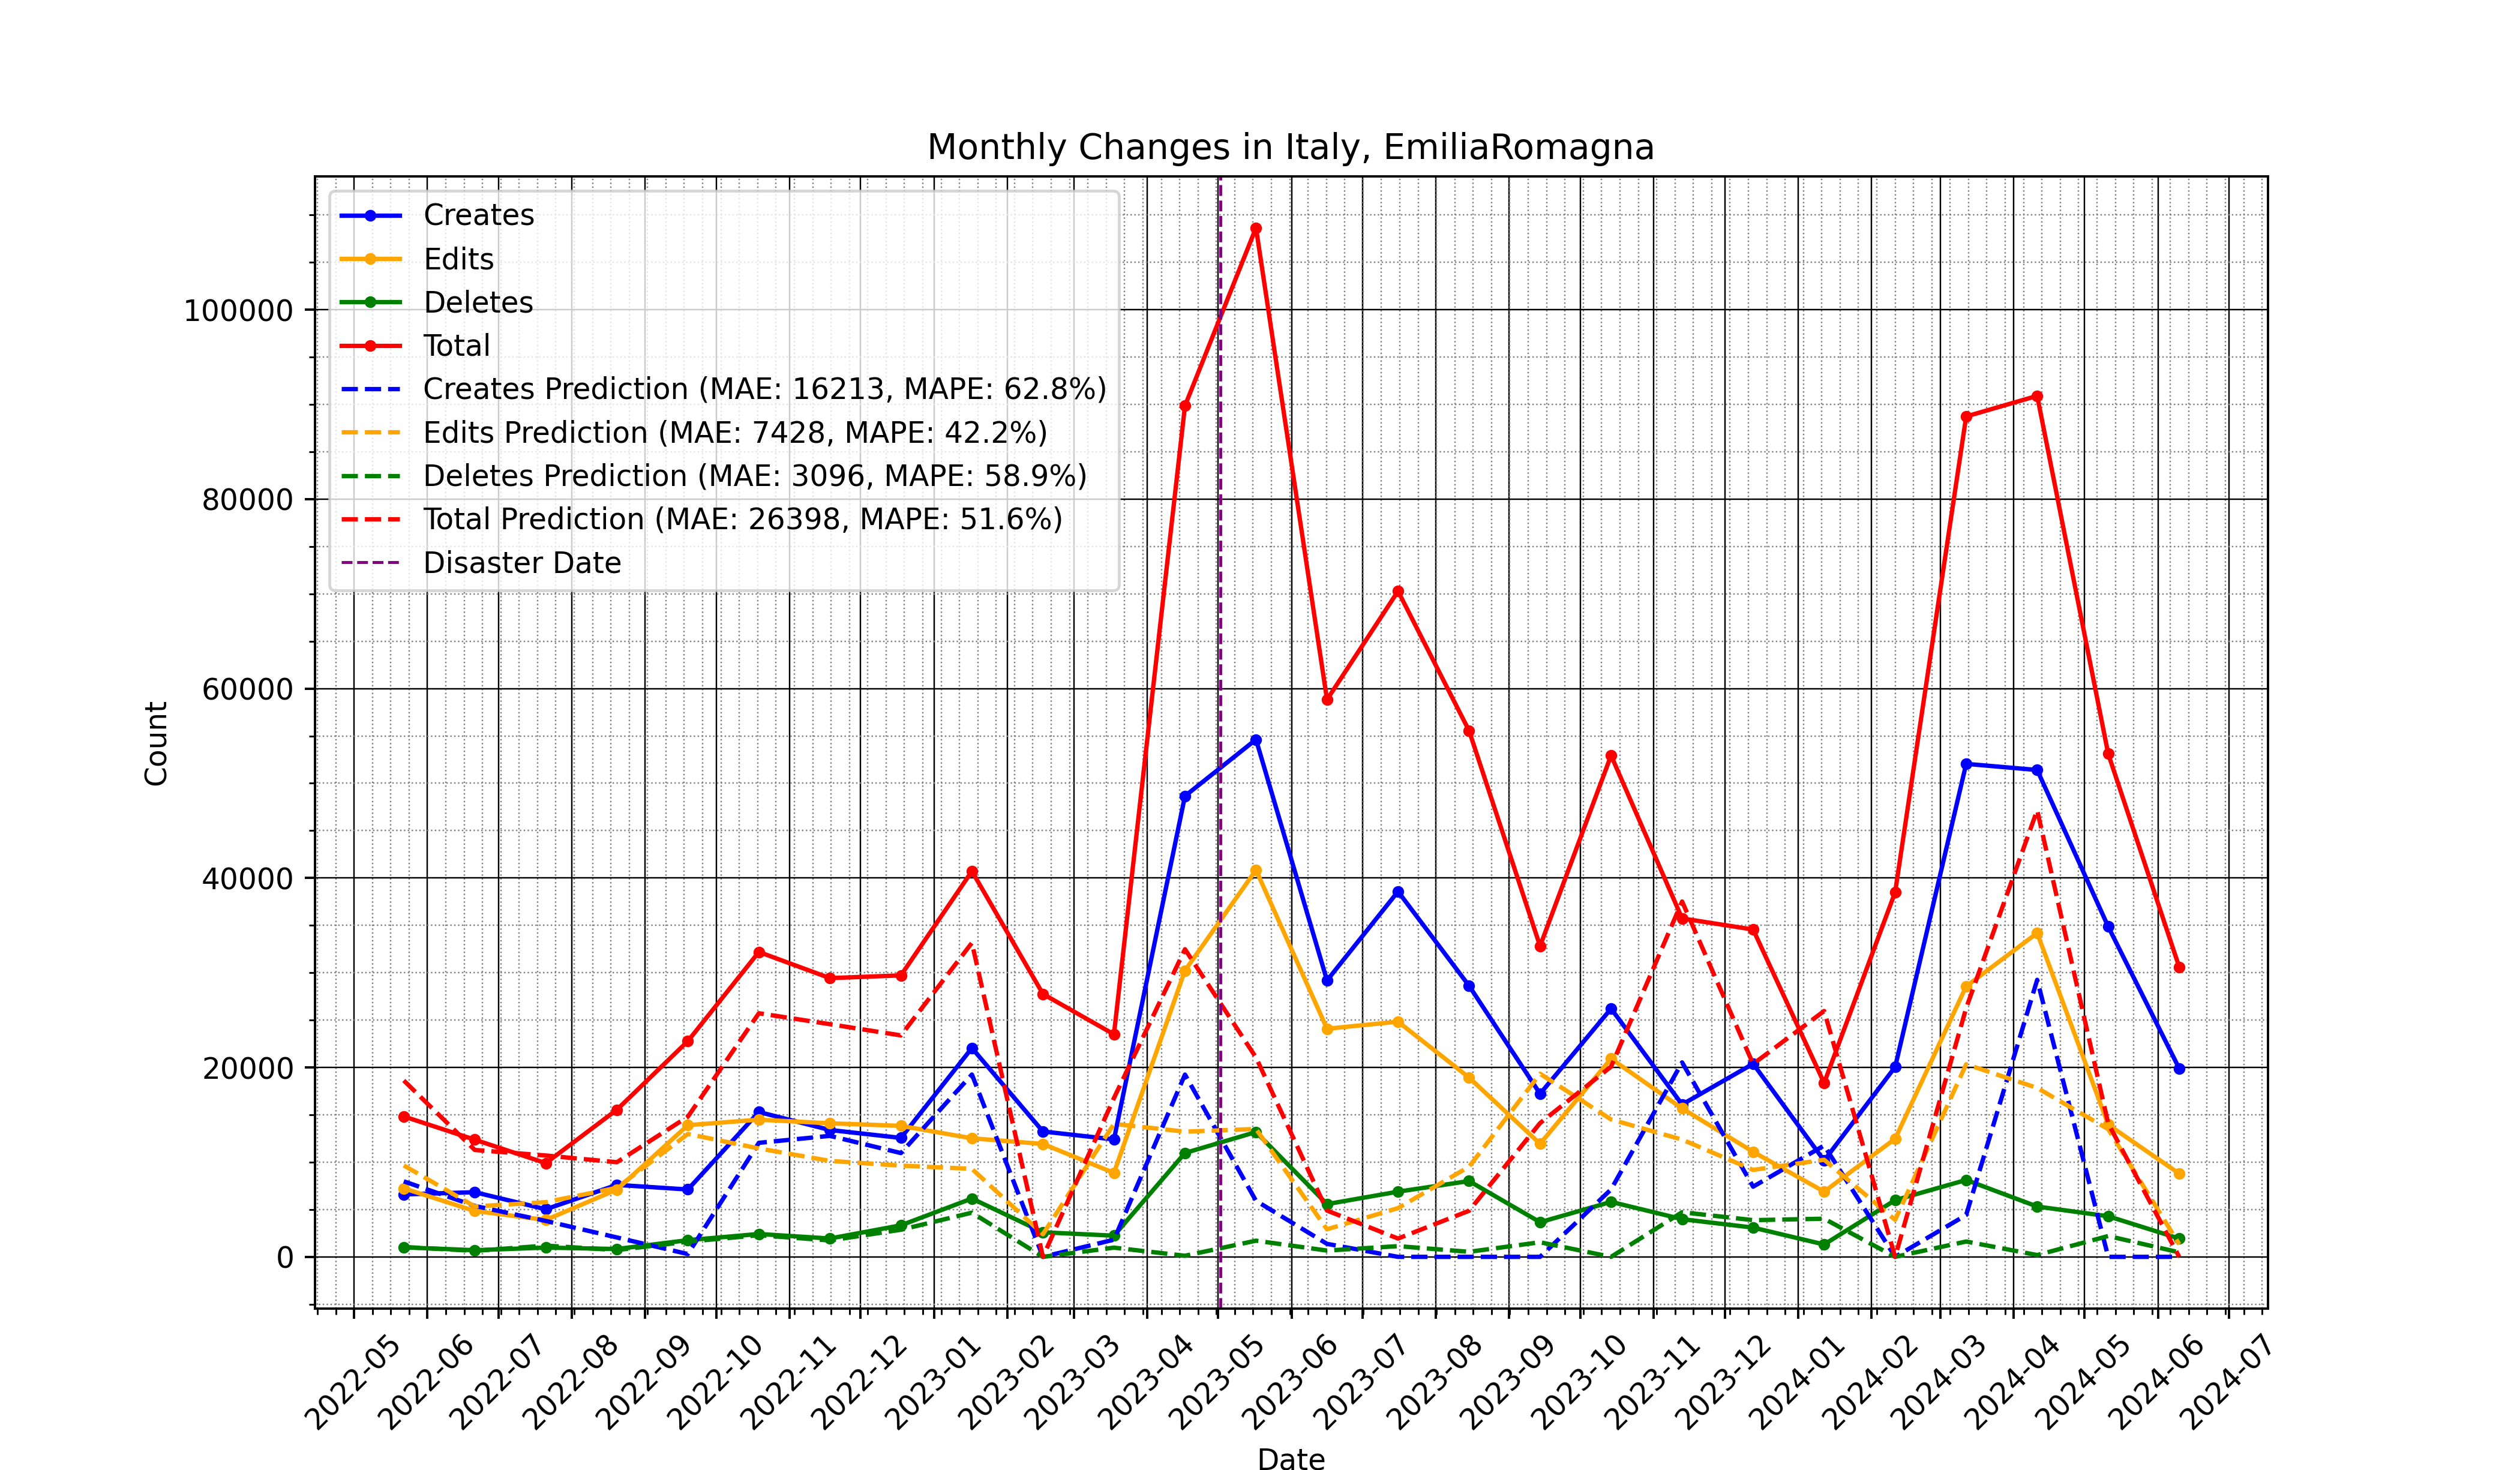 Monthly Changes in Italy, EmiliaRomagna
Creates
Edits
Deletes
Total
Creates Prediction (MAE: 16213, MAPE: 62.8%)
Edits Prediction (MAE: 7428, MAPE: 42.2%)
Deletes Prediction (MAE: 3096, MAPE: 58.9%)
Total Prediction (MAE: 26398, MAPE: 51.6%)
Disaster Date
100000
80000
60000
40000
20000
0
Count
2022-05
2022-06
2022-07
2022-08
2022-09
2022-10
2022-11
2022-12
2023-01
2023-02
2023-03
2023-04
2023-05
2023-06
2023-07
2023-08
2023-09
2023-10
2023-11
2023-12
2024-01
2024-02
2024-03
2024-04
2024-05
2024-06
2024-07
Date